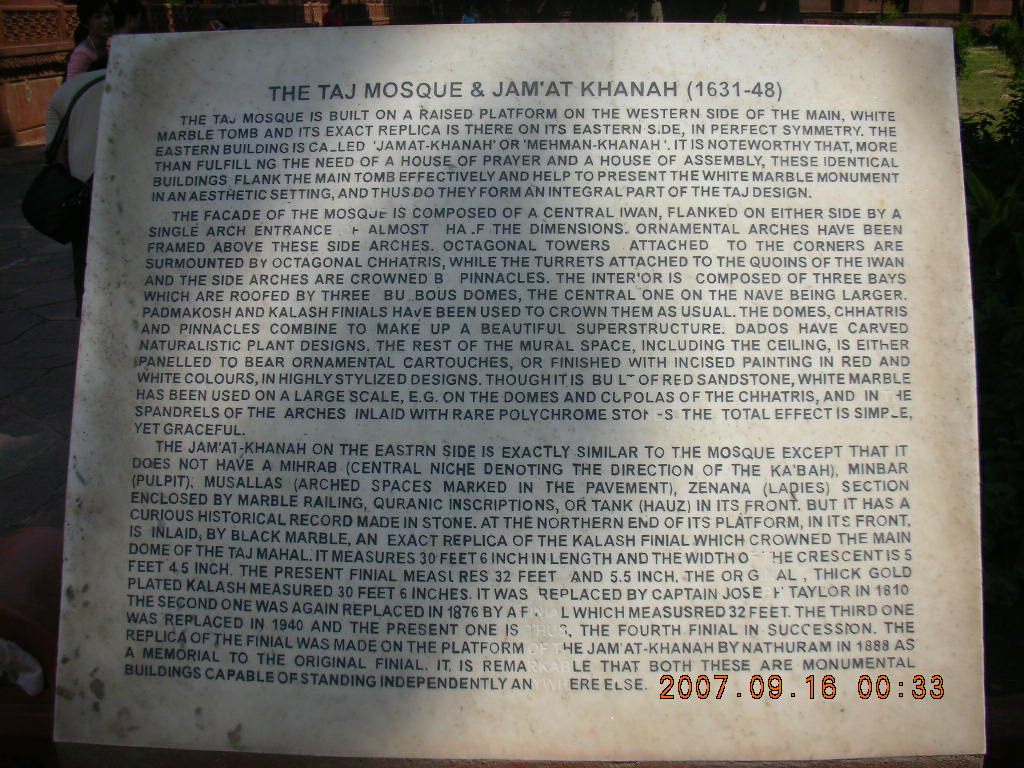 THE TAJ MOSQUE & JAM'AT KHANAH (1631-48)
THE TAJ MOSQUE IS BUILT ON A RAISED PLATFORM ON THE WESTERN SIDE OF THE MAIN, WHITE
MARBLE TOMB AND ITS EXACT REPLICA IS THERE ON ITS EASTERN SIDE, IN PERFECT SYMMETRY. THE
EASTERN BUILDING IS CALLED 'JAMAT-KHANAH' OR 'MEHMAN-KHANAH'. IT IS NOTEWORTHY THAT, MORE
THAN FULFILLING THE NEED OF A HOUSE OF PRAYER AND A HOUSE OF ASSEMBLY, THESE IDENTICAL
BUILDINGS FLANK THE MAIN TOMB EFFECTIVELY AND HELP TO PRESENT THE WHITE MARBLE MONUMENT
IN AN AESTHETIC SETTING, AND THUS DO THEY FORM AN INTEGRAL PART OF THE TAJ DESIGN.
THE FACADE OF THE MOSQUE IS COMPOSED OF A CENTRAL IWAN, FLANKED ON EITHER SIDE BY A
SINGLE ARCH ENTRANCE OF ALMOST HALF THE DIMENSIONS. ORNAMENTAL ARCHES HAVE BEEN
FRAMED ABOVE THESE SIDE ARCHES. OCTAGONAL TOWERS ATTACHED TO THE CORNERS ARE
SURMOUNTED BY OCTAGONAL CHHATRIS, WHILE THE TURRETS ATTACHED TO THE QUOINS OF THE IWAN
AND THE SIDE ARCHES ARE CROWNED BY PINNACLES. THE INTERIOR IS COMPOSED OF THREE BAYS
WHICH ARE ROOFED BY THREE BULBOUS DOMES, THE CENTRAL ONE ON THE NAVE BEING LARGER.
PADMAKOSH AND KALASH FINIALS HAVE BEEN USED TO CROWN THEM AS USUAL. THE DOMES, CHHATRIS
AND PINNACLES COMBINE TO MAKE UP A BEAUTIFUL SUPERSTRUCTURE. DADOS HAVE CARVED
NATURALISTIC PLANT DESIGNS. THE REST OF THE MURAL SPACE, INCLUDING THE CEILING, IS EITHER
PANELLED TO BEAR ORNAMENTAL CARTOUCHES, OR FINISHED WITH INCISED PAINTING IN RED AND
WHITE COLOURS, IN HIGHLY STYLIZED DESIGNS. THOUGH IT IS BUILT OF RED SANDSTONE, WHITE MARBLE
HAS BEEN USED ON A LARGE SCALE, E.G. ON THE DOMES AND CUPOLAS OF THE CHHATRIS, AND IN THE
SPANDRELS OF THE ARCHES INLAID WITH RARE POLYCHROME STONES THE TOTAL EFFECT IS SIMPLE,
YET GRACEFUL.
THE JAM'AT-KHANAH ON THE EASTRN SIDE IS EXACTLY SIMILAR TO THE MOSQUE EXCEPT THAT IT
DOES NOT HAVE A MIHRAB (CENTRAL NICHE DENOTING THE DIRECTION OF THE KA'BAH), MINBAR
(PULPIT), MUSALLAS (ARCHED SPACES MARKED IN THE PAVEMENT), ZENANA (LADIES) SECTION
ENCLOSED BY MARBLE RAILING, QURANIC INSCRIPTIONS, OR TANK (HAUZ) IN ITS FRONT. BUT IT HAS A
CURIOUS HISTORICAL RECORD MADE IN STONE. AT THE NORTHERN END OF ITS PLATFORM, IN ITS FRONT,
IS INLAID, BY BLACK MARBLE, AN EXACT REPLICA OF THE KALASH FINIAL WHICH CROWNED THE MAIN
DOME OF THE TAJ MAHAL. IT MEASURES 30 FEET 6 INCH IN LENGTH AND THE WIDTH OF THE CRESCENT IS 5
FEET 4.5 INCH. THE PRESENT FINIAL MEASURES 32 FEET AND 5.5 INCH. THE ORIGINAL, THICK GOLD
PLATED KALASH MEASURED 30 FEET 6 INCHES. IT WAS REPLACED BY CAPTAIN JOSEPH TAYLOR IN 1810
THE SECOND ONE WAS AGAIN REPLACED IN 1876 BY A FINIAL WHICH MEASUSRED 32 FEET. THE THIRD ONE
WAS REPLACED IN 1940 AND THE PRESENT ONE IS THUS, THE FOURTH FINIAL IN SUCCESSION. THE
REPLICA OF THE FINIAL WAS MADE ON THE PLATFORM OF THE JAM'AT-KHANAH BY NATHURAM IN 1888 AS
A MEMORIAL TO THE ORIGINAL FINIAL. IT, IS REMARKABLE THAT BOTH THESE ARE MONUMENTAL
BUILDINGS CAPABLE OF STANDING INDEPENDENTLY ANYWHERE ELSE.
2007.09.16 00:33